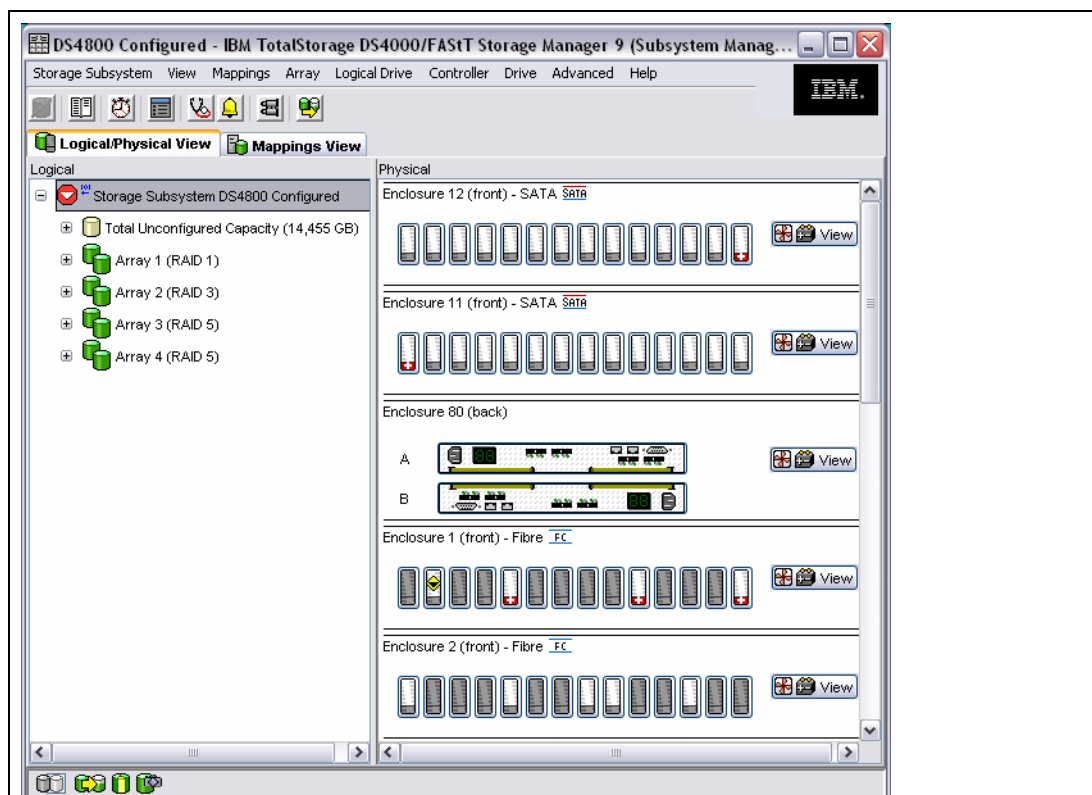 DS4800 Configured - IBM TotalStorage DS4000/FAStT Storage Manager 9 (Subsystem Manag...
Storage Subsystem View Mappings Array Logical Drive Controller Drive Advanced Help
IBM.
Logical/Physical View Mappings View
Logical
Storage Subsystem DS4800 Configured
Total Unconfigured Capacity (14,455 GB)
Array 1 (RAID 1)
Array 2 (RAID 3)
Array 3 (RAID 5)
Array 4 (RAID 5)
Physical
Enclosure 12 (front) - SATA SATA
View
Enclosure 11 (front) - SATA SATA
View
Enclosure 80 (back)
A
88
View
B
88
Enclosure 1 (front) - Fibre FC
View
Enclosure 2 (front) - Fibre FC
View